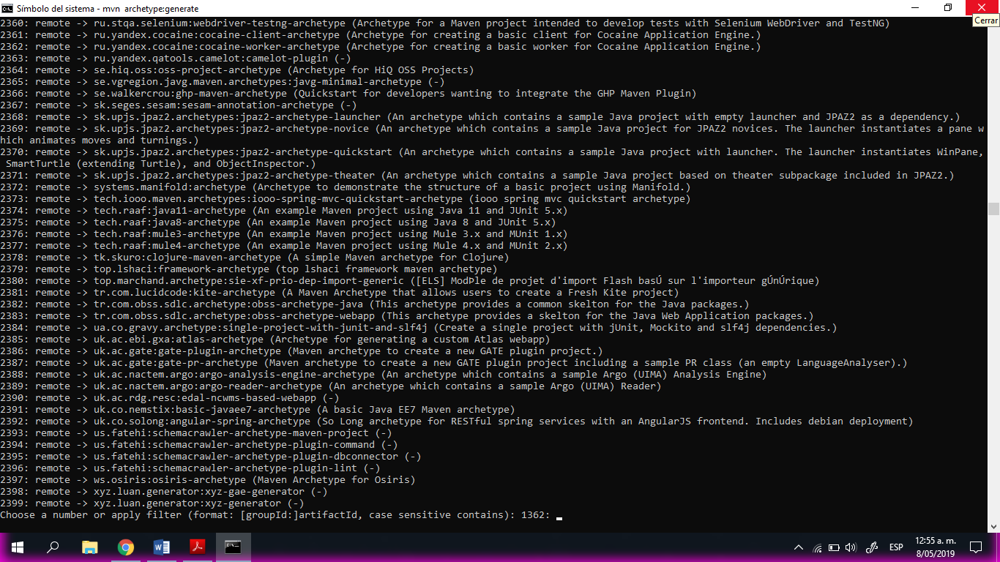 Símbolo del sistema - mvn archetype:generate
Cerrar
2360: remote -> ru.stqa.selenium:webdriver-testng-archetype (Archetype for a Maven project intended to develop tests with Selenium WebDriver and TestNG)
2361: remote -> ru.yandex.cocaine:cocaine-client-archetype (Archetype for creating a basic client for Cocaine Application Engine.)
2362: remote -> ru.yandex.cocaine:cocaine-worker-archetype (Archetype for creating a basic worker for Cocaine Application Engine.)
2363: remote -> ru.yandex.qatools.camelot:camelot-plugin (-)
2364: remote -> se.hiq.oss:oss-project-archetype (Archetype for HiQ OSS Projects)
2365: remote -> se.vgregion.javg.maven.archetypes:javg-minimal-archetype (-)
2366: remote -> se.walkercrou:ghp-maven-archetype (Quickstart for developers wanting to integrate the GHP Maven Plugin)
2367: remote -> sk.seges.sesam:sesam-annotation-archetype (-)
2368: remote -> sk.upjs.jpaz2.archetypes:jpaz2-archetype-launcher (An archetype which contains a sample Java project with empty launcher and JPAZ2 as a dependency.)
2369: remote -> sk.upjs.jpaz2.archetypes:jpaz2-archetype-novice (An archetype which contains a sample Java project for JPAZ2 novices. The launcher instantiates a pane w
hich animates moves and turnings.)
2370: remote -> sk.upjs.jpaz2.archetypes:jpaz2-archetype-quickstart (An archetype which contains a sample Java project with launcher. The launcher instantiates WinPane,
SmartTurtle (extending Turtle), and ObjectInspector.)
2371: remote -> sk.upjs.jpaz2.archetypes:jpaz2-archetype-theater (An archetype which contains a sample Java project based on theater subpackage included in JPAZ2.)
2372: remote -> systems.manifold:archetype (Archetype to demonstrate the structure of a basic project using Manifold.)
2373: remote -> tech.iooo.maven.archetypes:iooo-spring-mvc-quickstart-archetype (iooo spring mvc quickstart archetype)
2374: remote -> tech.raaf:java11-archetype (An example Maven project using Java 11 and JUnit 5.x)
2375: remote -> tech.raaf:java8-archetype (An example Maven project using Java 8 and JUnit 5.x)
2376: remote -> tech.raaf:mule3-archetype (An example Maven project using Mule 3.x and MUnit 1.x)
2377: remote -> tech.raaf:mule4-archetype (An example Maven project using Mule 4.x and MUnit 2.x)
2378: remote -> tk.skuro:clojure-maven-archetype (A simple Maven archetype for Clojure)
2379: remote -> top.lshaci:framework-archetype (top lshaci framework maven archetype)
2380: remote -> top.marchand.archetype:sie-xf-prio-dep-import-generic ([ELS] ModÞle de projet d'import Flash basÚ sur l'importeur gÚnÚrique)
2381: remote -> tr.com.lucidcode:kite-archetype (A Maven Archetype that allows users to create a Fresh Kite project)
2382: remote -> tr.com.obss.sdlc.archetype:obss-archetype-java (This archetype provides a common skelton for the Java packages.)
2383: remote -> tr.com.obss.sdlc.archetype:obss-archetype-webapp (This archetype provides a skelton for the Java Web Application packages.)
2384: remote -> ua.co.gravy.archetype:single-project-with-junit-and-slf4j (Create a single project with jUnit, Mockito and slf4j dependencies.)
2385: remote -> uk.ac.ebi.gxa:atlas-archetype (Archetype for generating a custom Atlas webapp)
2386: remote -> uk.ac.gate:gate-plugin-archetype (Maven archetype to create a new GATE plugin project.)
2387: remote -> uk.ac.gate:gate-pr-archetype (Maven archetype to create a new GATE plugin project including a sample PR class (an empty LanguageAnalyser).)
2388: remote -> uk.ac.nactem.argo:argo-analysis-engine-archetype (An archetype which contains a sample Argo (UIMA) Analysis Engine)
2389: remote -> uk.ac.nactem.argo:argo-reader-archetype (An archetype which contains a sample Argo (UIMA) Reader)
2390: remote -> uk.ac.rdg.resc:edal-ncwms-based-webapp (-)
2391: remote -> uk.co.nemstix:basic-javaee7-archetype (A basic Java EE7 Maven archetype)
2392: remote -> uk.co.solong:angular-spring-archetype (So Long archetype for RESTful spring services with an AngularJS frontend. Includes debian deployment)
2393: remote -> us.fatehi:schemacrawler-archetype-maven-project (-)
2394: remote -> us.fatehi:schemacrawler-archetype-plugin-command (-)
2395: remote -> us.fatehi:schemacrawler-archetype-plugin-dbconnector (-)
2396: remote -> us.fatehi:schemacrawler-archetype-plugin-lint (-)
2397: remote -> ws.osiris:osiris-archetype (Maven Archetype for Osiris)
2398: remote -> xyz.luan.generator:xyz-gae-generator (-)
2399: remote -> xyz.luan.generator:xyz-generator (-)
Choose a number or apply filter (format: [groupId:]artifactId, case sensitive contains): 1362:
ESP
12:55 a. m.
8/05/2019